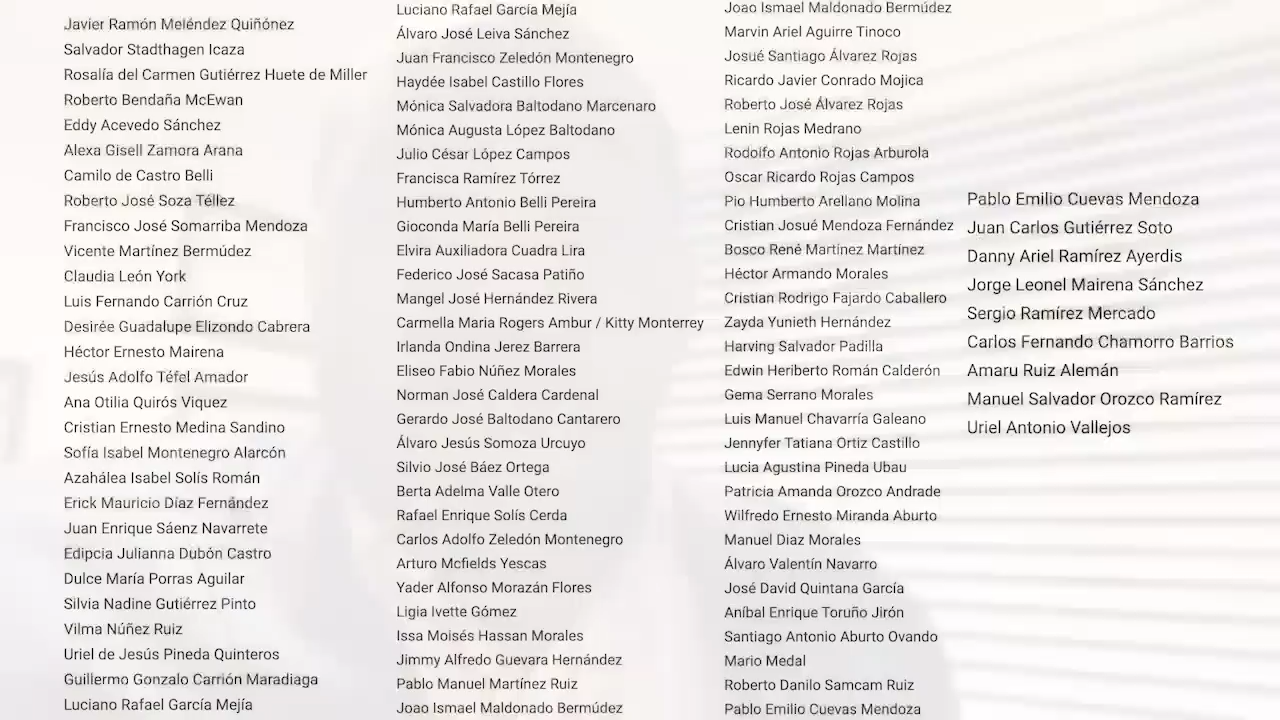 Javier Ramón Meléndez Quiñónez
Salvador Stadthagen Icaza
Rosalía del Carmen Gutiérrez Huete de Miller
Roberto Bendaña McEwan
Eddy Acevedo Sánchez
Alexa Gisell Zamora Arana
Camilo de Castro Belli
Roberto José Soza Téllez
Francisco José Somarriba Mendoza
Vicente Martínez Bermúdez
Claudia León York
Luis Fernando Carrión Cruz
Desirée Guadalupe Elizondo Cabrera
Héctor Ernesto Mairena
Jesús Adolfo Téfel Amador
Ana Otilia Quirós Viquez
Cristian Ernesto Medina Sandino
Sofía Isabel Montenegro Alarcón
Azahálea Isabel Solís Román
Erick Mauricio Díaz Fernández
Juan Enrique Sáenz Navarrete
Edipcia Julianna Dubón Castro
Dulce María Porras Aguilar
Silvia Nadine Gutiérrez Pinto
Vilma Núñez Ruiz
Uriel de Jesús Pineda Quinteros
Guillermo Gonzalo Carrión Maradiaga
Luciano Rafael García Mejía
Luciano Rafael García Mejía
Álvaro José Leiva Sánchez
Juan Francisco Zeledón Montenegro
Haydée Isabel Castillo Flores
Mónica Salvadora Baltodano Marcenaro
Mónica Augusta López Baltodano
Julio César López Campos
Francisca Ramírez Tórrez
Humberto Antonio Belli Pereira
Gioconda María Belli Pereira
Elvira Auxiliadora Cuadra Lira
Federico José Sacasa Patiño
Mangel José Hernández Rivera
Carmella Maria Rogers Ambur / Kitty Monterrey
Irlanda Ondina Jerez Barrera
Eliseo Fabio Núñez Morales
Norman José Caldera Cardenal
Gerardo José Baltodano Cantarero
Álvaro Jesús Somoza Urcuyo
Silvio José Báez Ortega
Berta Adelma Valle Otero
Rafael Enrique Solís Cerda
Carlos Adolfo Zeledón Montenegro
Arturo Mcfields Yescas
Yader Alfonso Morazán Flores
Ligia Ivette Gómez
Issa Moisés Hassan Morales
Jimmy Alfredo Guevara Hernández
Pablo Manuel Martínez Ruiz
Joao Ismael Maldonado Bermúdez
Joao Ismael Maldonado Bermúdez
Marvin Ariel Aguirre Tinoco
Josué Santiago Álvarez Rojas
Ricardo Javier Conrado Mojica
Roberto José Álvarez Rojas
Lenin Rojas Medrano
Rodolfo Antonio Rojas Arburola
Oscar Ricardo Rojas Campos
Pio Humberto Arellano Molina
Cristian Josué Mendoza Fernández
Bosco René Martínez Martínez
Héctor Armando Morales
Cristian Rodrigo Fajardo Caballero
Zayda Yunieth Hernández
Harving Salvador Padilla
Edwin Heriberto Román Calderón
Gema Serrano Morales
Luis Manuel Chavarría Galeano
Jennyfer Tatiana Ortiz Castillo
Lucia Agustina Pineda Ubau
Patricia Amanda Orozco Andrade
Wilfredo Ernesto Miranda Aburto
Manuel Diaz Morales
Álvaro Valentín Navarro
José David Quintana García
Aníbal Enrique Toruño Jirón
Santiago Antonio Aburto Ovando
Mario Medal
Roberto Danilo Samcam Ruiz
Pablo Emilio Cuevas Mendoza
Pablo Emilio Cuevas Mendoza
Juan Carlos Gutiérrez Soto
Danny Ariel Ramírez Ayerdis
Jorge Leonel Mairena Sánchez
Sergio Ramírez Mercado
Carlos Fernando Chamorro Barrios
Amaru Ruiz Alemán
Manuel Salvador Orozco Ramírez
Uriel Antonio Vallejos